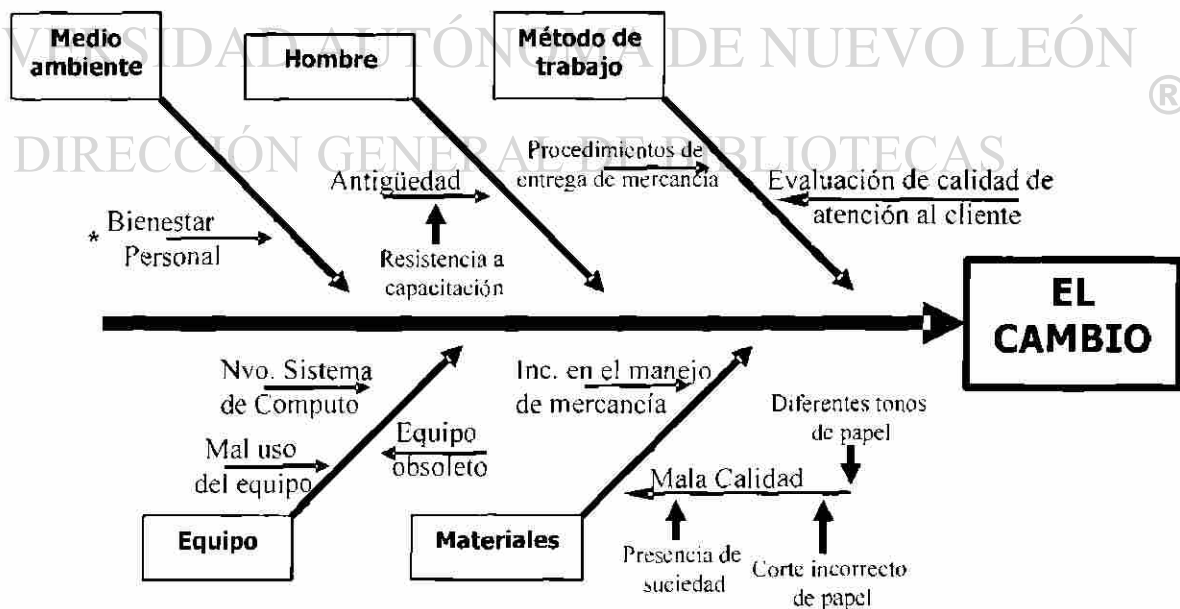 VERSIDAD AUTÓNOMA DE NUEVO LEÓN
®
DIRECCIÓN GENERAL DE BIBLIOTECAS
Medio
ambiente
Hombre
Método de
trabajo
* Bienestar
Personal
Antigüedad
Resistencia a
capacitación
Procedimientos de
entrega de mercancía
Evaluación de calidad de
atención al cliente
EL
CAMBIO
Nvo. Sistema
de Computo
Mal uso
del equipo
Equipo
obsoleto
Equipo
Inc. en el manejo
de mercancía
Diferentes tonos
de papel
Mala Calidad
Presencia de
suciedad
Corte incorrecto
de papel
Materiales